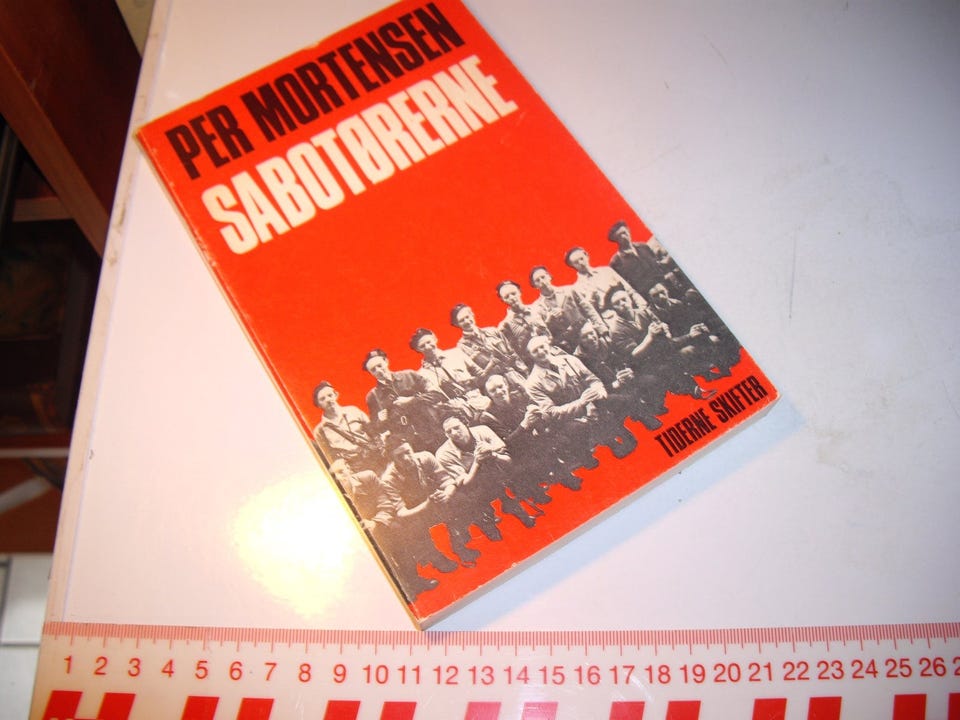 PER MORTENSEN
SABOTØRERNE
TIDERNE SKIFTER
1 2 3 4 5 6 7 8 9 10 11 12 13 14 15 16 17 18 19 20 21 22 23 24 25 26